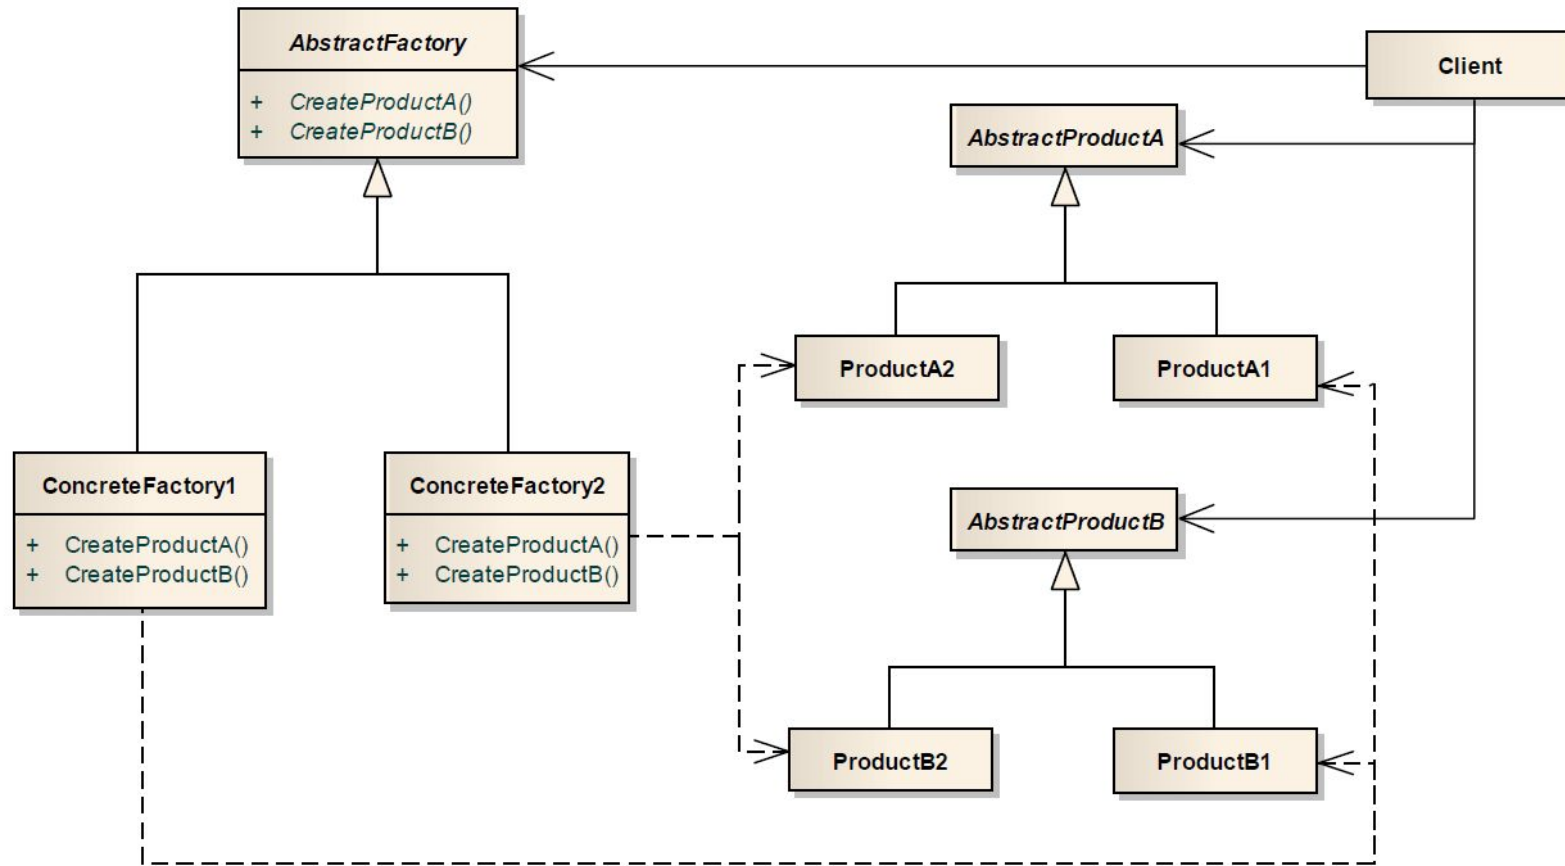 AbstractFactory
+ CreateProductA()
+ CreateProductB()
Client
AbstractProductA
ProductA2
ProductA1
ConcreteFactory1
+ CreateProductA()
+ CreateProductB()
ConcreteFactory2
+ CreateProductA()
+ CreateProductB()
AbstractProductB
ProductB2
ProductB1